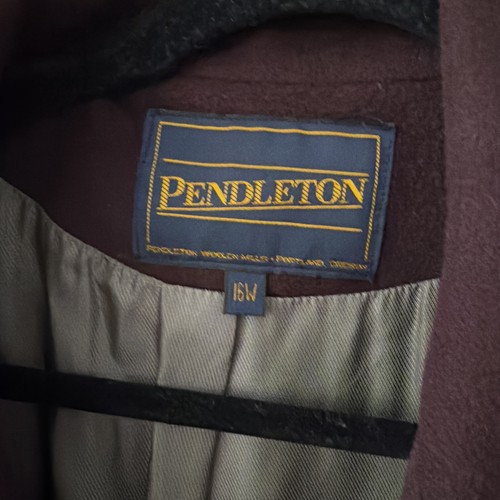 PENDLETON
PENDLETON WOOLEN MILLS • PORTLAND, OREGON
16W